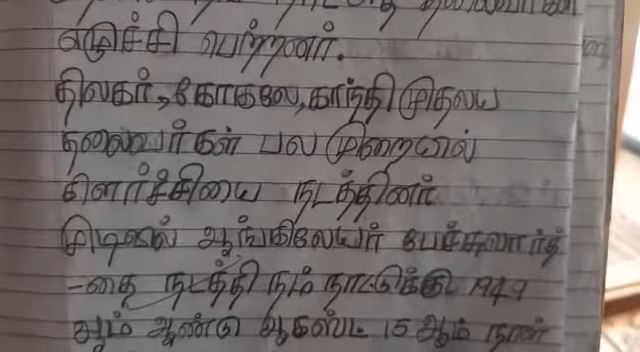 எழுச்சி பெற்றனர்.
திலகர், கோகலே, காந்தி முதலிய
தலைவர்கள் பல முறையில்
கிளர்ச்சியை நடத்தினர்
முடிவில் ஆங்கிலேயர் பேச்சுவார்த்
-தை நடத்தி நம் நாட்டுக்கு 1949
ஆம் ஆண்டு ஆகஸ்ட் 15 ஆம் நாள்